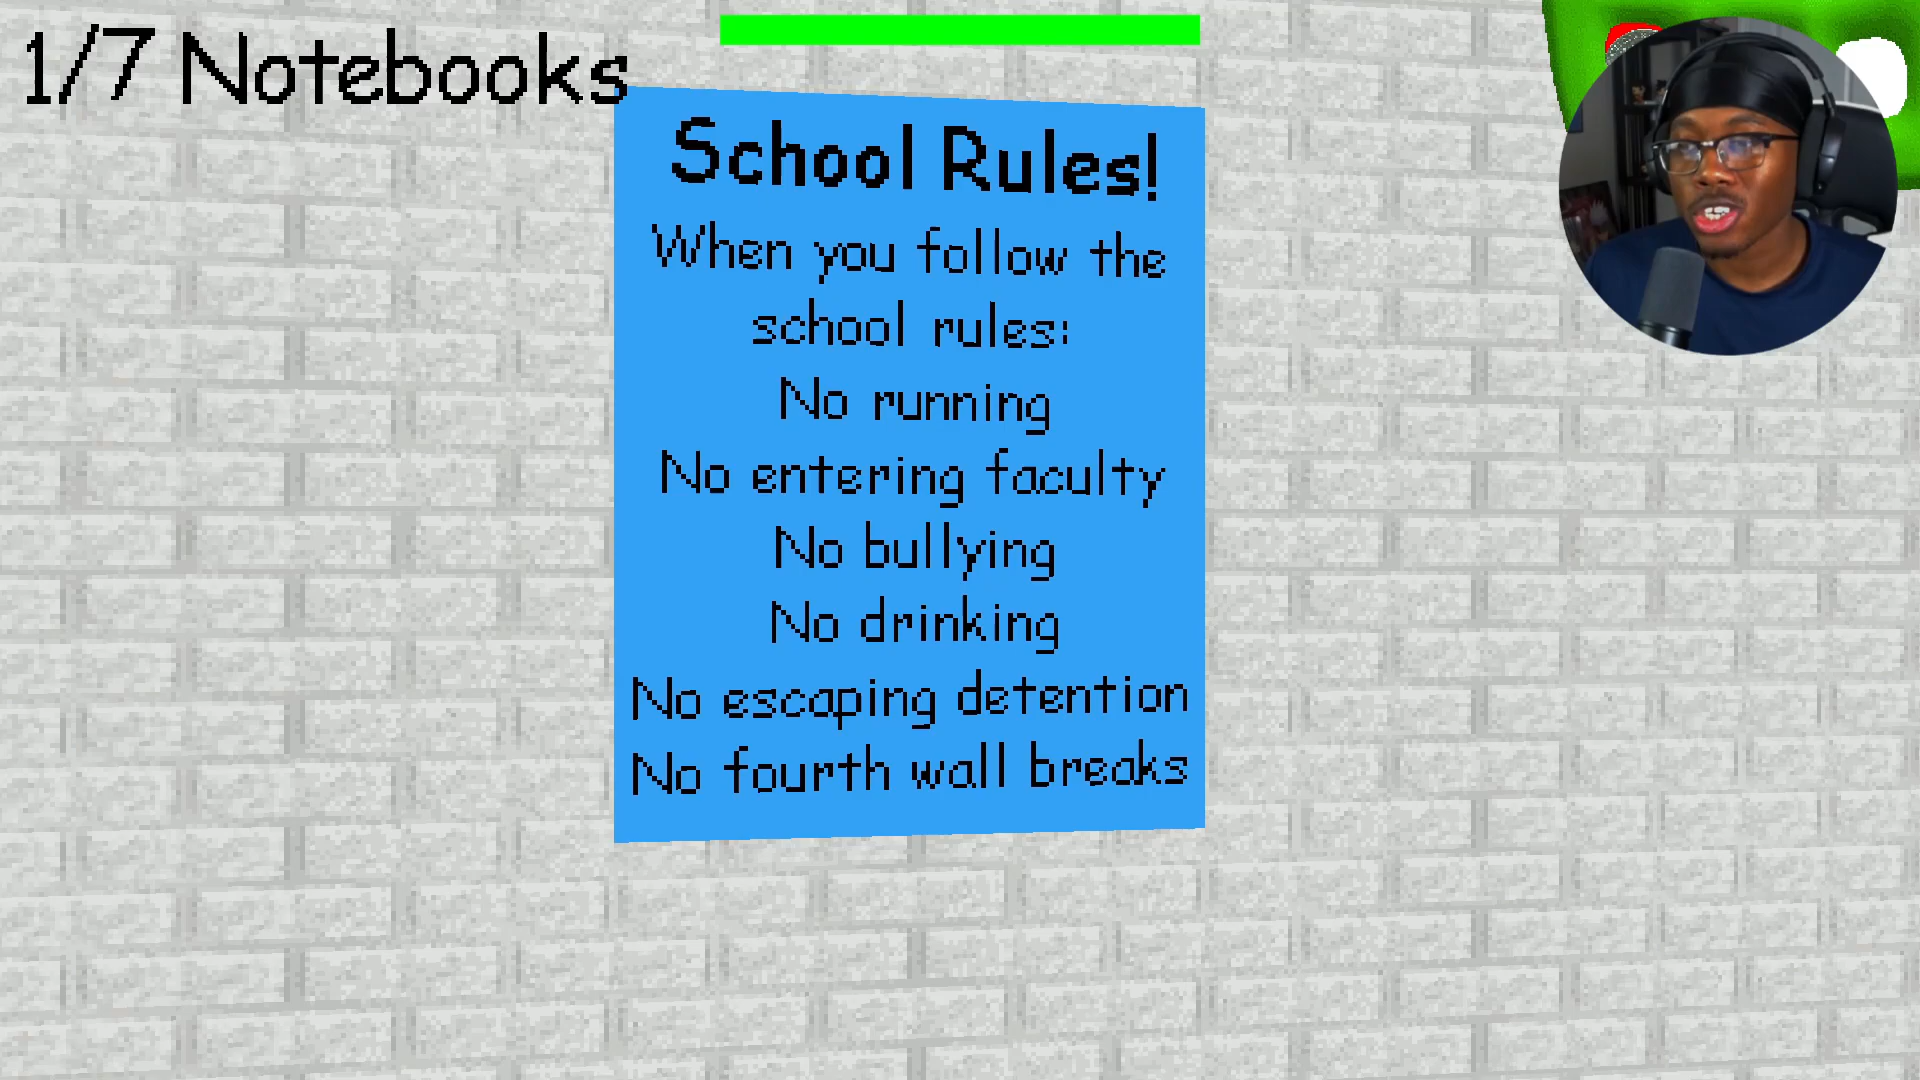 1/7 Notebooks
School Rules!
When you follow the
school rules:
No running
No entering faculty
No bullying
No drinking
No escaping detention
No fourth wall breaks